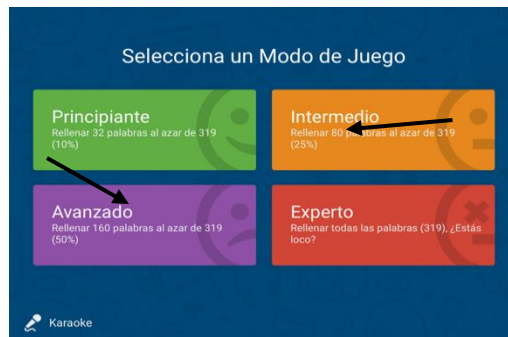 Selecciona un Modo de Juego
Principiante
Rellenar 32 palabras al azar de 319
(10%)
Intermedio
Rellenar 80 palabras al azar de 319
(25%)
Avanzado
Rellenar 160 palabras al azar de 319
(50%)
Experto
Rellenar todas las palabras (319), ¿Estás
loco?
Karaoke